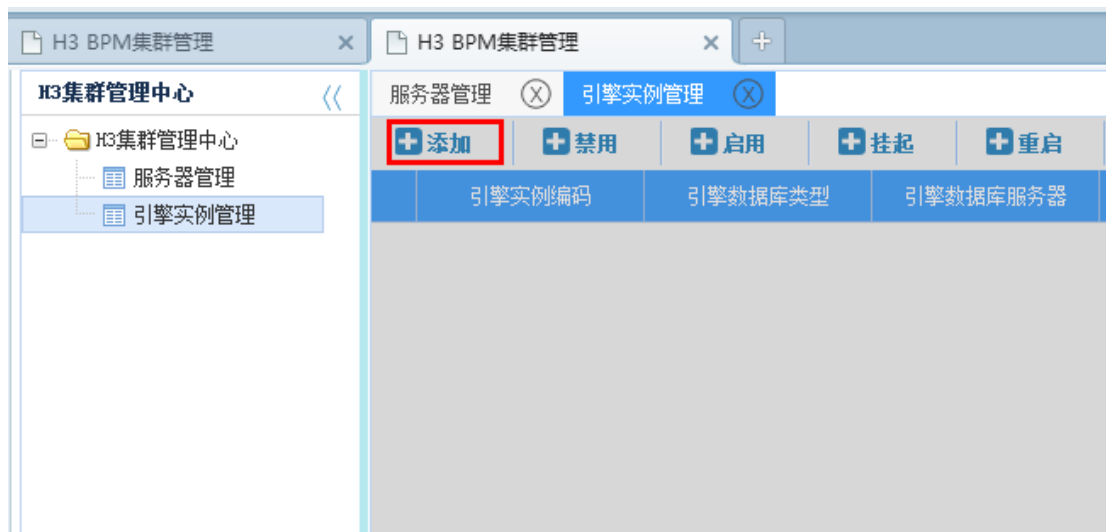 H3 BPM集群管理 H3 BPM集群管理
H3集群管理中心 服务器管理 引擎实例管理
H3集群管理中心 添加 禁用 启用 挂起 重启
服务器管理 引擎实例编码 引擎数据库类型 引擎数据库服务器
引擎实例管理